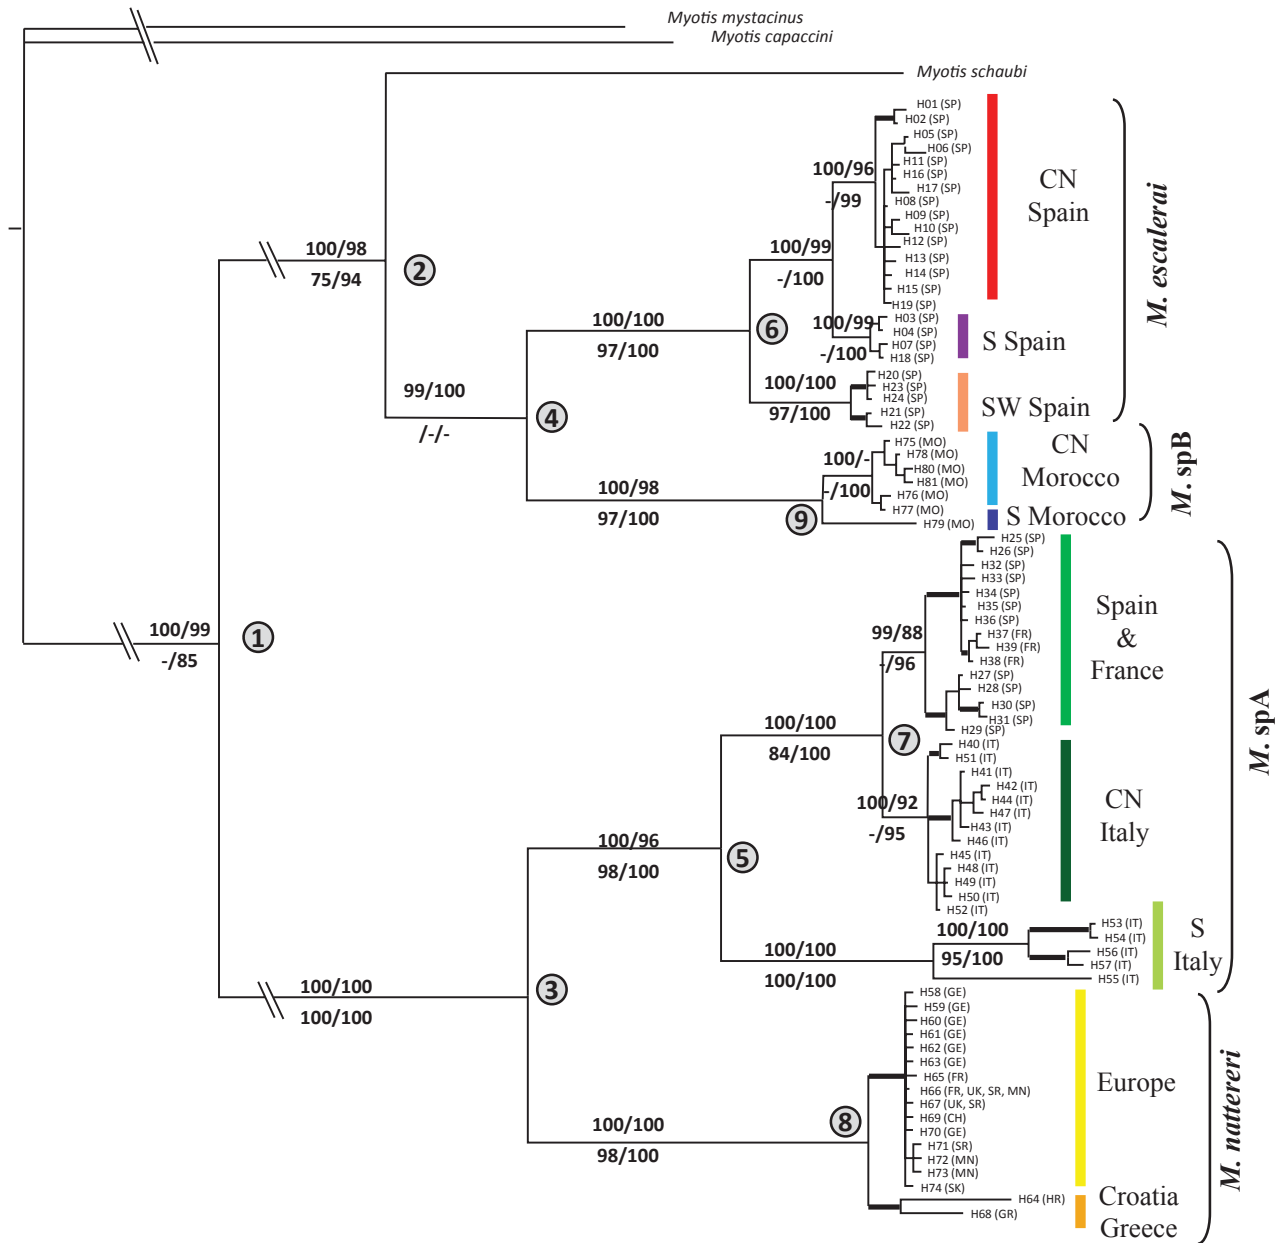 Myotis mystacinus
Myotis capaccini
Myotis schaubi
H01 (SP)
H02 (SP)
H05 (SP)
H06 (SP)
H11 (SP)
H16 (SP)
H17 (SP)
H08 (SP)
H09 (SP)
H10 (SP)
H12 (SP)
H13 (SP)
H14 (SP)
H15 (SP)
H19 (SP)
H03 (SP)
H04 (SP)
H07 (SP)
H18 (SP)
H20 (SP)
H23 (SP)
H24 (SP)
H21 (SP)
H22 (SP)
H75 (MO)
H78 (MO)
H80 (MO)
H81 (MO)
H76 (MO)
H77 (MO)
H79 (MO)
H25 (SP)
H26 (SP)
H32 (SP)
H33 (SP)
H34 (SP)
H35 (SP)
H36 (SP)
H37 (FR)
H39 (FR)
H38 (FR)
H27 (SP)
H28 (SP)
H30 (SP)
H31 (SP)
H29 (SP)
H40 (IT)
H51 (IT)
H41 (IT)
H42 (IT)
H44 (IT)
H47 (IT)
H43 (IT)
H46 (IT)
H45 (IT)
H48 (IT)
H49 (IT)
H50 (IT)
H52 (IT)
H53 (IT)
H54 (IT)
H56 (IT)
H57 (IT)
H55 (IT)
H58 (GE)
H59 (GE)
H60 (GE)
H61 (GE)
H62 (GE)
H63 (GE)
H65 (FR)
H66 (FR, UK, SR, MN)
H67 (UK, SR)
H69 (CH)
H70 (GE)
H71 (SR)
H72 (MN)
H73 (MN)
H74 (SK)
H64 (HR)
H68 (GR)
100/96
-/99
100/99
-/100
100/99
-/100
100/98
75/94
2
100/100
97/100
6
100/100
97/100
99/100
/-/-
4
100/-
-/100
100/98
97/100
9
100/99
-/85
1
99/88
-/96
100/100
84/100
7
100/92
-/95
100/96
98/100
5
100/100
95/100
100/100
100/100
100/100
100/100
3
100/100
98/100
8
CN
Spain
S Spain
SW Spain
CN
Morocco
S Morocco
Spain
&
France
CN
Italy
S
Italy
Europe
Croatia
Greece
M. escalerai
M. spB
M. spA
M. nattereri